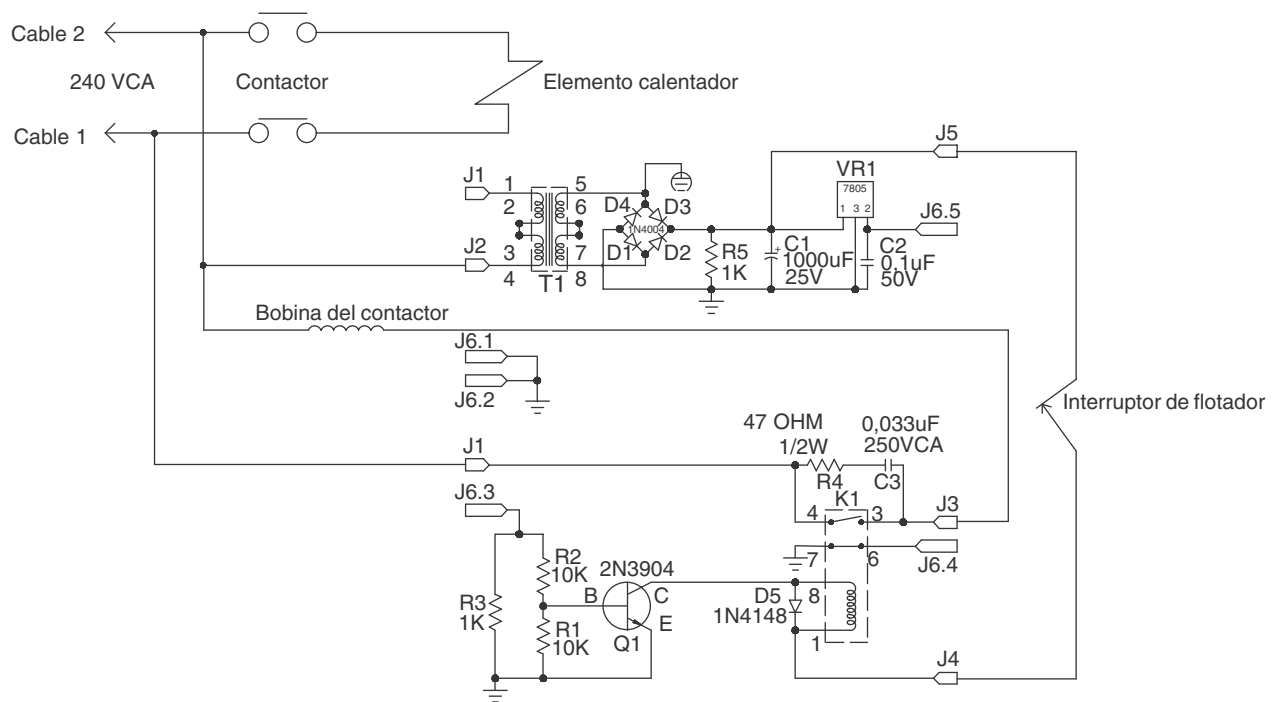 Cable 2
240 VCA
Contactor
Elemento calentador
Cable 1
J5
VR1
7805
1 3 2
J6.5
J1
1
2
J2
3
4
T1
5
6
7
8
D4
D3
1N4004
D1
D2
R5
1K
+
C1
1000uF
25V
C2
0,1uF
50V
Bobina del contactor
J6.1
J6.2
Interruptor de flotador
47 OHM
1/2W
R4
0,033uF
250VCA
C3
J1
K1
4
3
J3
7
6
J6.4
J6.3
R3
1K
R2
10K
R1
10K
2N3904
B
C
E
Q1
D5
1N4148
8
1
J4